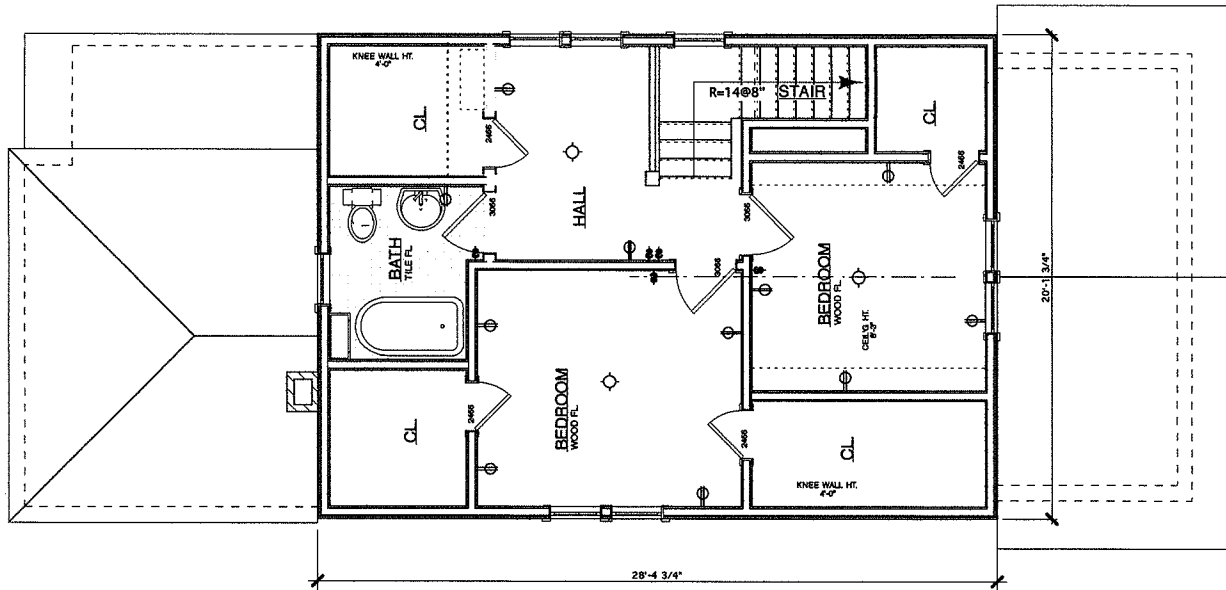 KNEE WALL HT.
4'-0"
CL
2466
R=14@8"
STAIR
CL
2466
3066
HALL
3066
BATH
TILE FL
3066
BEDROOM
WOOD FL.
CEIL'G HT.
8'-3"
20'-1 3/4"
BEDROOM
WOOD FL.
CL
2466
2466
CL
KNEE WALL HT.
4'-0"
28'-4 3/4"